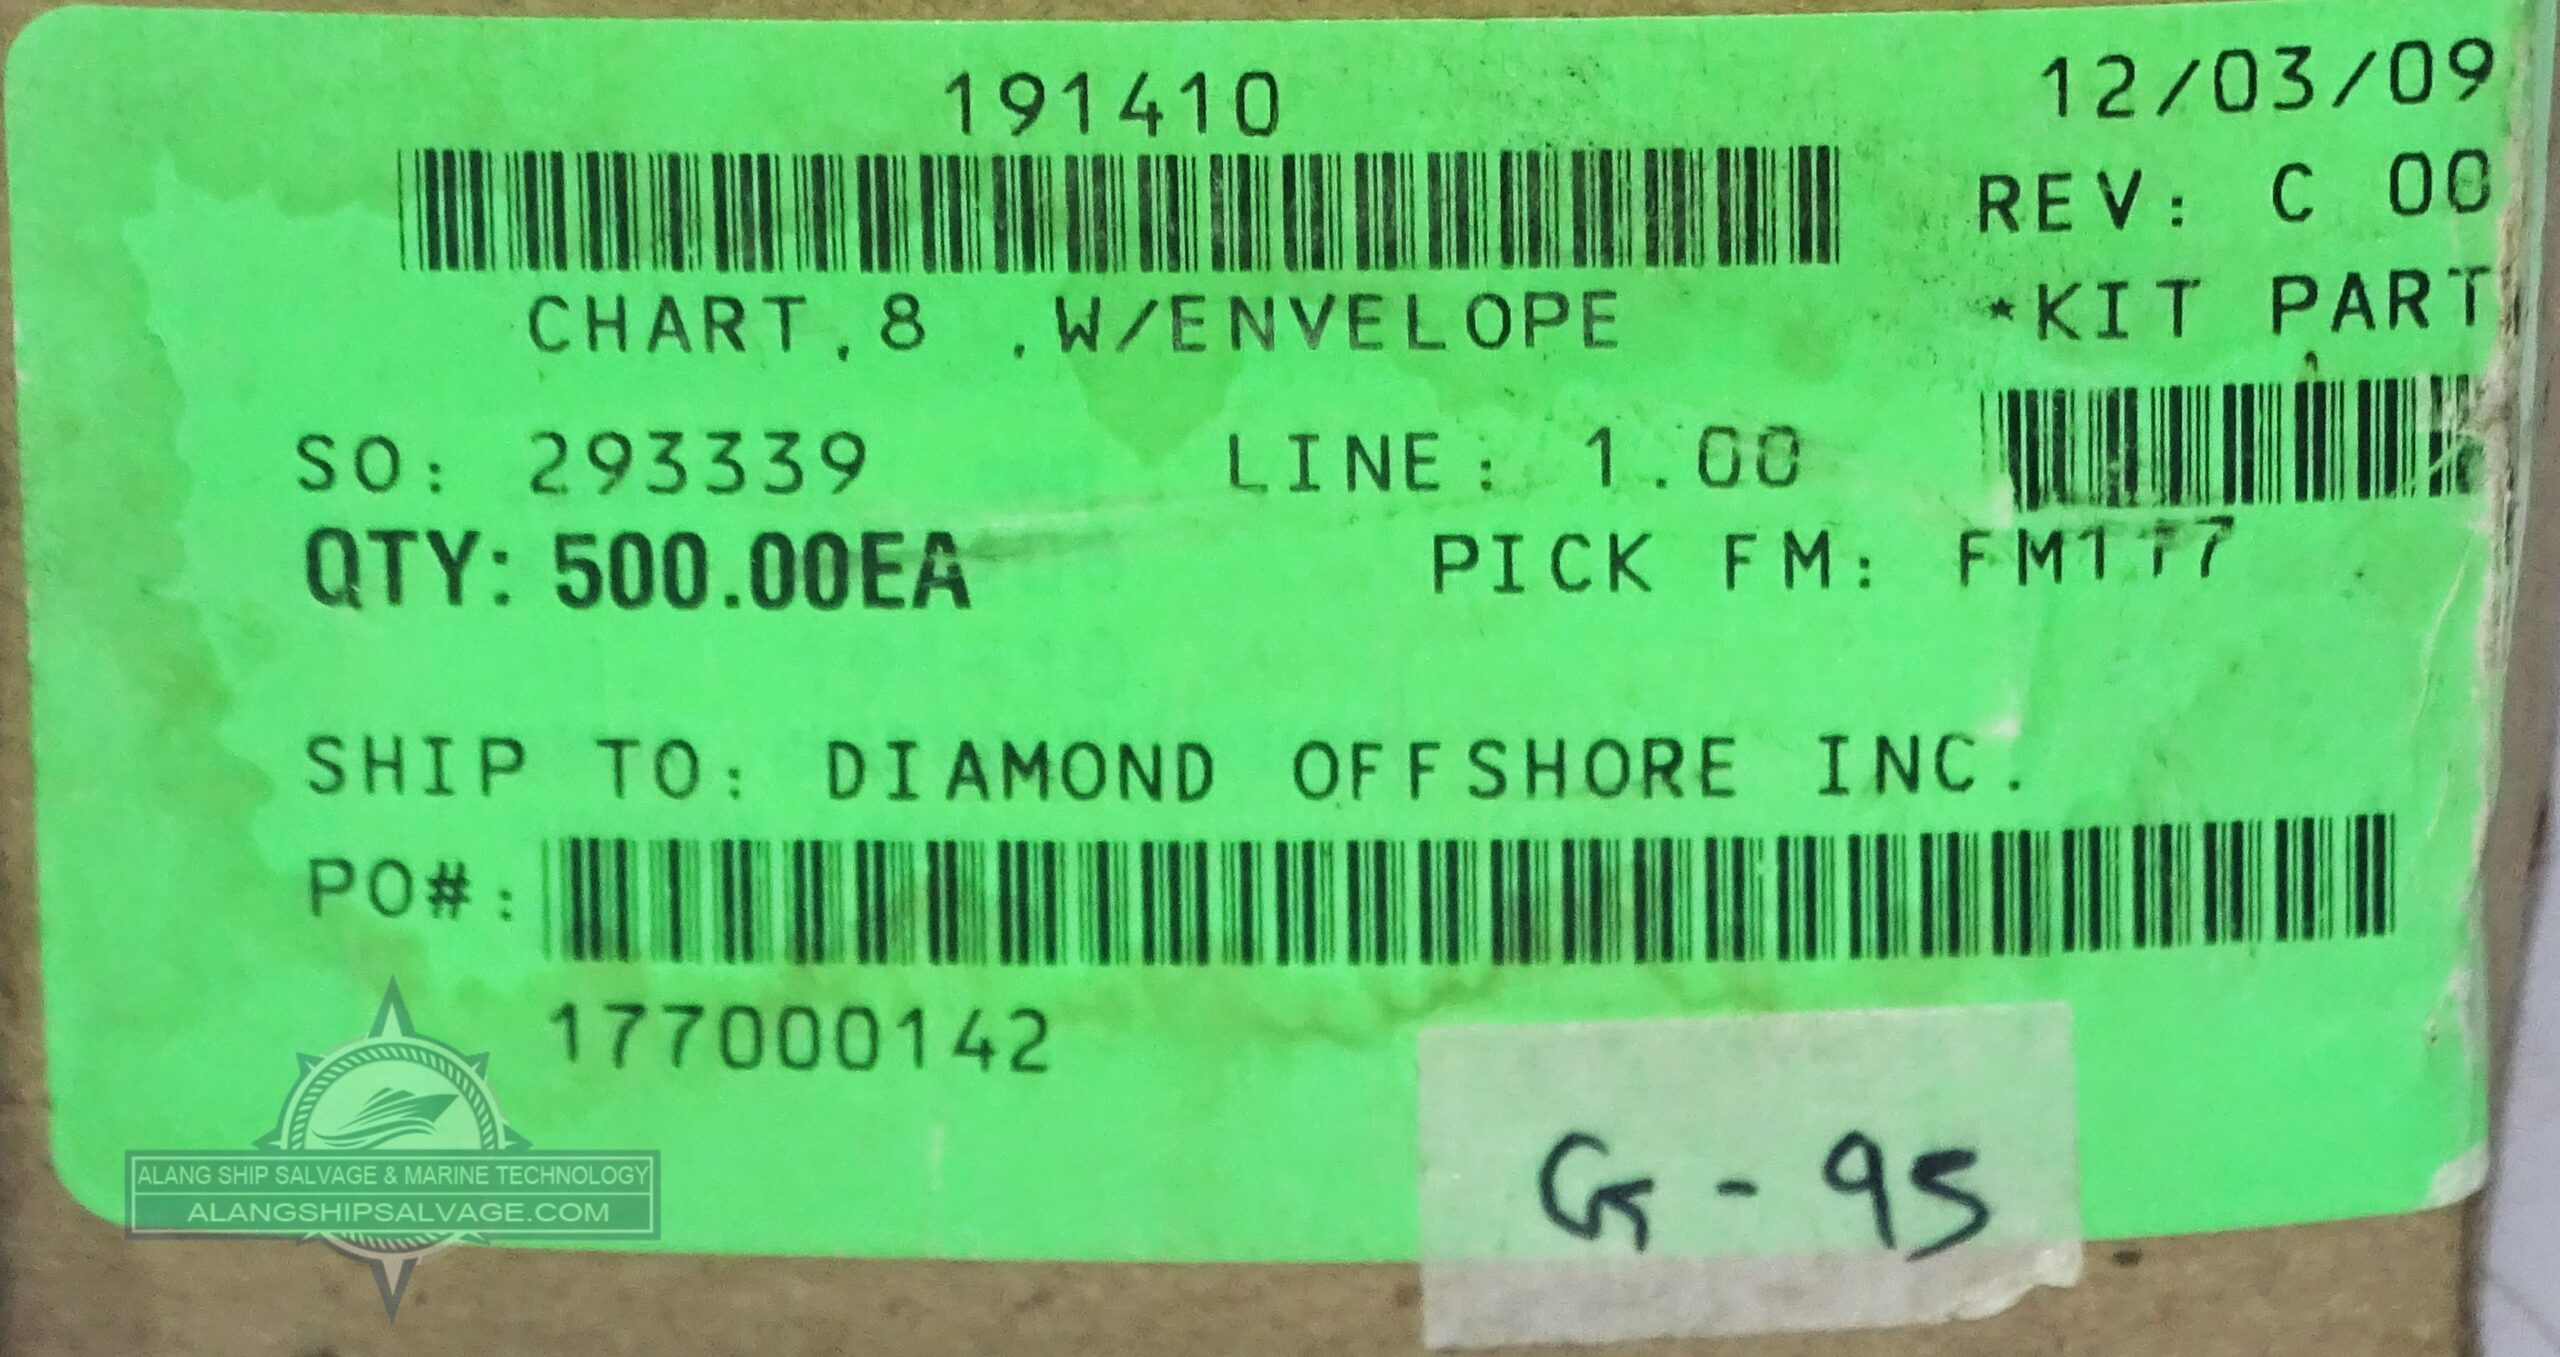 191410
12/03/09
REV: C 00
CHART,8 ,W/ENVELOPE
*KIT PART
SO: 293339
LINE: 1.00
QTY: 500.00EA
PICK FM: FM177
SHIP TO: DIAMOND OFFSHORE INC.
PO#:
177000142
G-95
ALANG SHIP SALVAGE & MARINE TECHNOLOGY
ALANGSHIPSALVAGE.COM